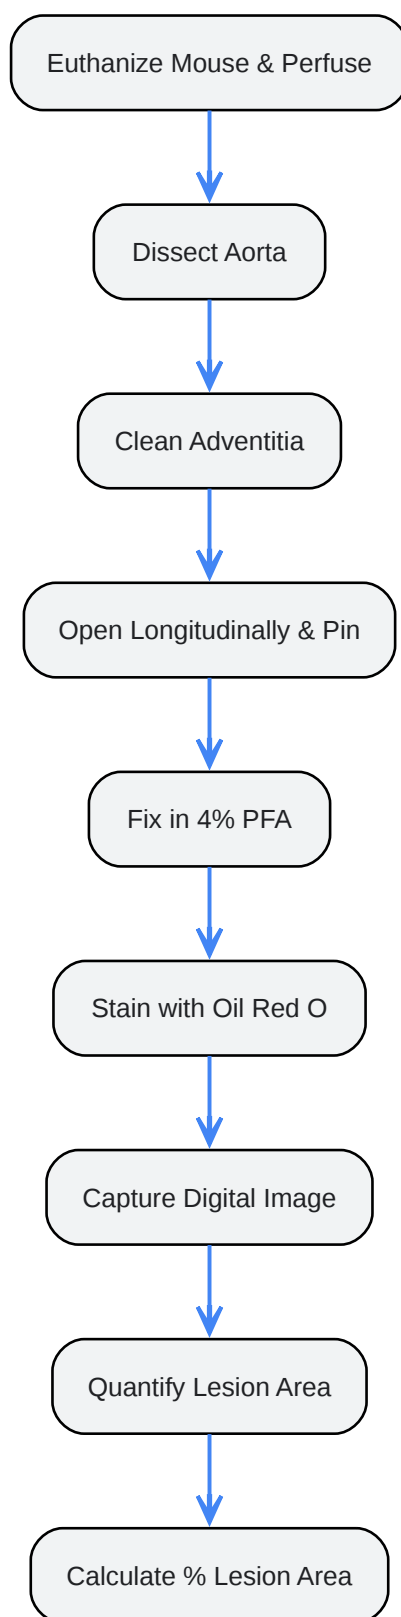 Euthanize Mouse & Perfuse
Dissect Aorta
Clean Adventitia
Open Longitudinally & Pin
Fix in 4% PFA
Stain with Oil Red O
Capture Digital Image
Quantify Lesion Area
Calculate % Lesion Area